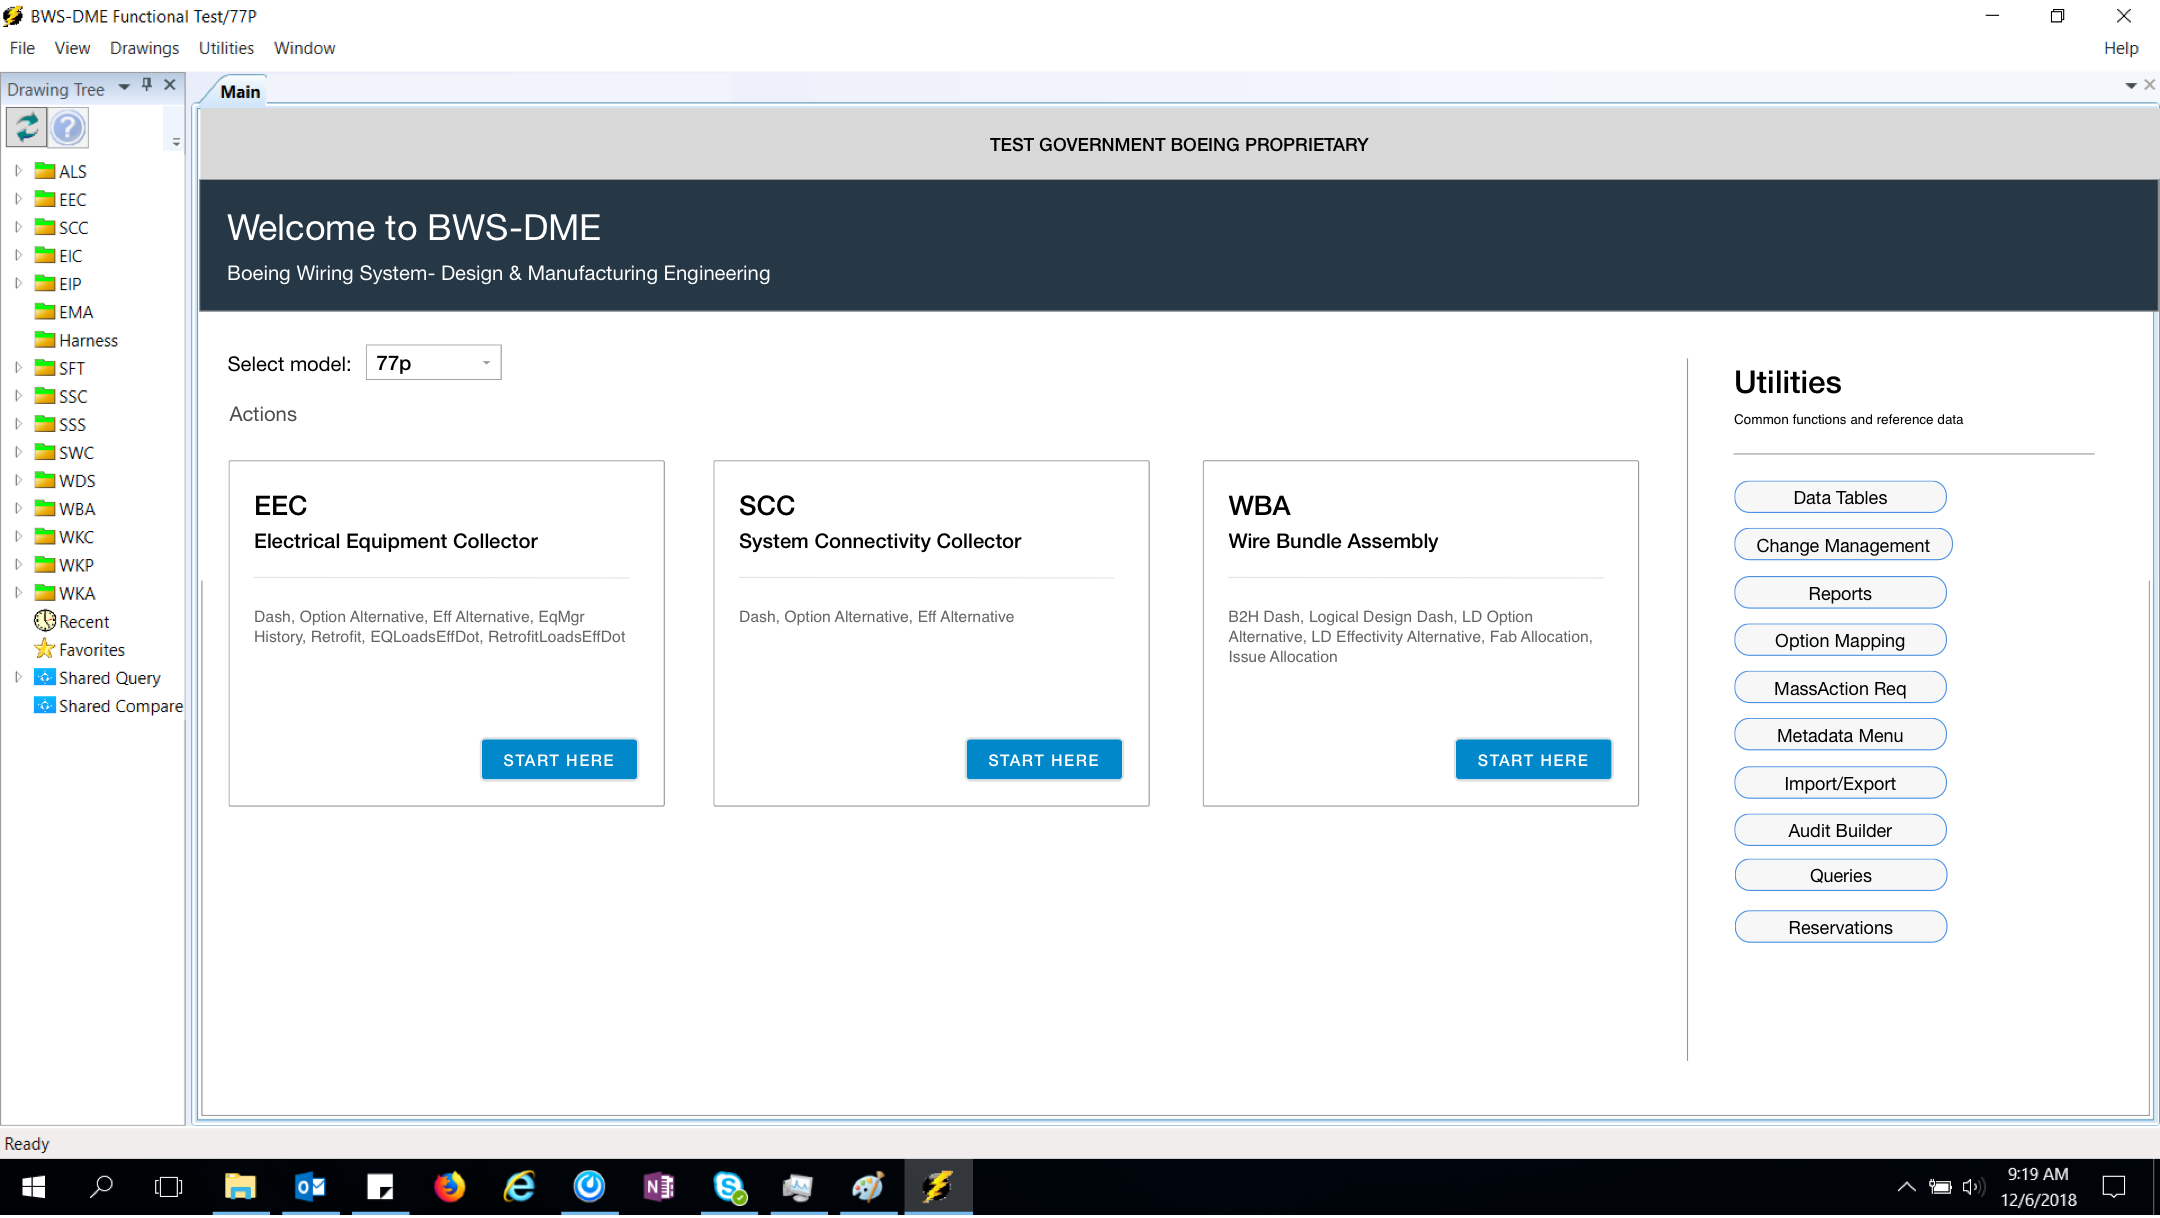 BWS-DME Functional Test/77P
File View Drawings Utilities Window Help
Drawing Tree
Main
ALS
EEC
SCC
EIC
EIP
EMA
Harness
SFT
SSC
SSS
SWC
WDS
WBA
WKC
WKP
WKA
Recent
Favorites
Shared Query
Shared Compare
TEST GOVERNMENT BOEING PROPRIETARY
Welcome to BWS-DME
Boeing Wiring System- Design & Manufacturing Engineering
Select model: 77p
Actions
EEC
Electrical Equipment Collector
Dash, Option Alternative, Eff Alternative, EqMgr
History, Retrofit, EQLoadsEffDot, RetrofitLoadsEffDot
START HERE
SCC
System Connectivity Collector
Dash, Option Alternative, Eff Alternative
START HERE
WBA
Wire Bundle Assembly
B2H Dash, Logical Design Dash, LD Option
Alternative, LD Effectivity Alternative, Fab Allocation,
Issue Allocation
START HERE
Utilities
Common functions and reference data
Data Tables
Change Management
Reports
Option Mapping
MassAction Req
Metadata Menu
Import/Export
Audit Builder
Queries
Reservations
Ready
9:19 AM
12/6/2018